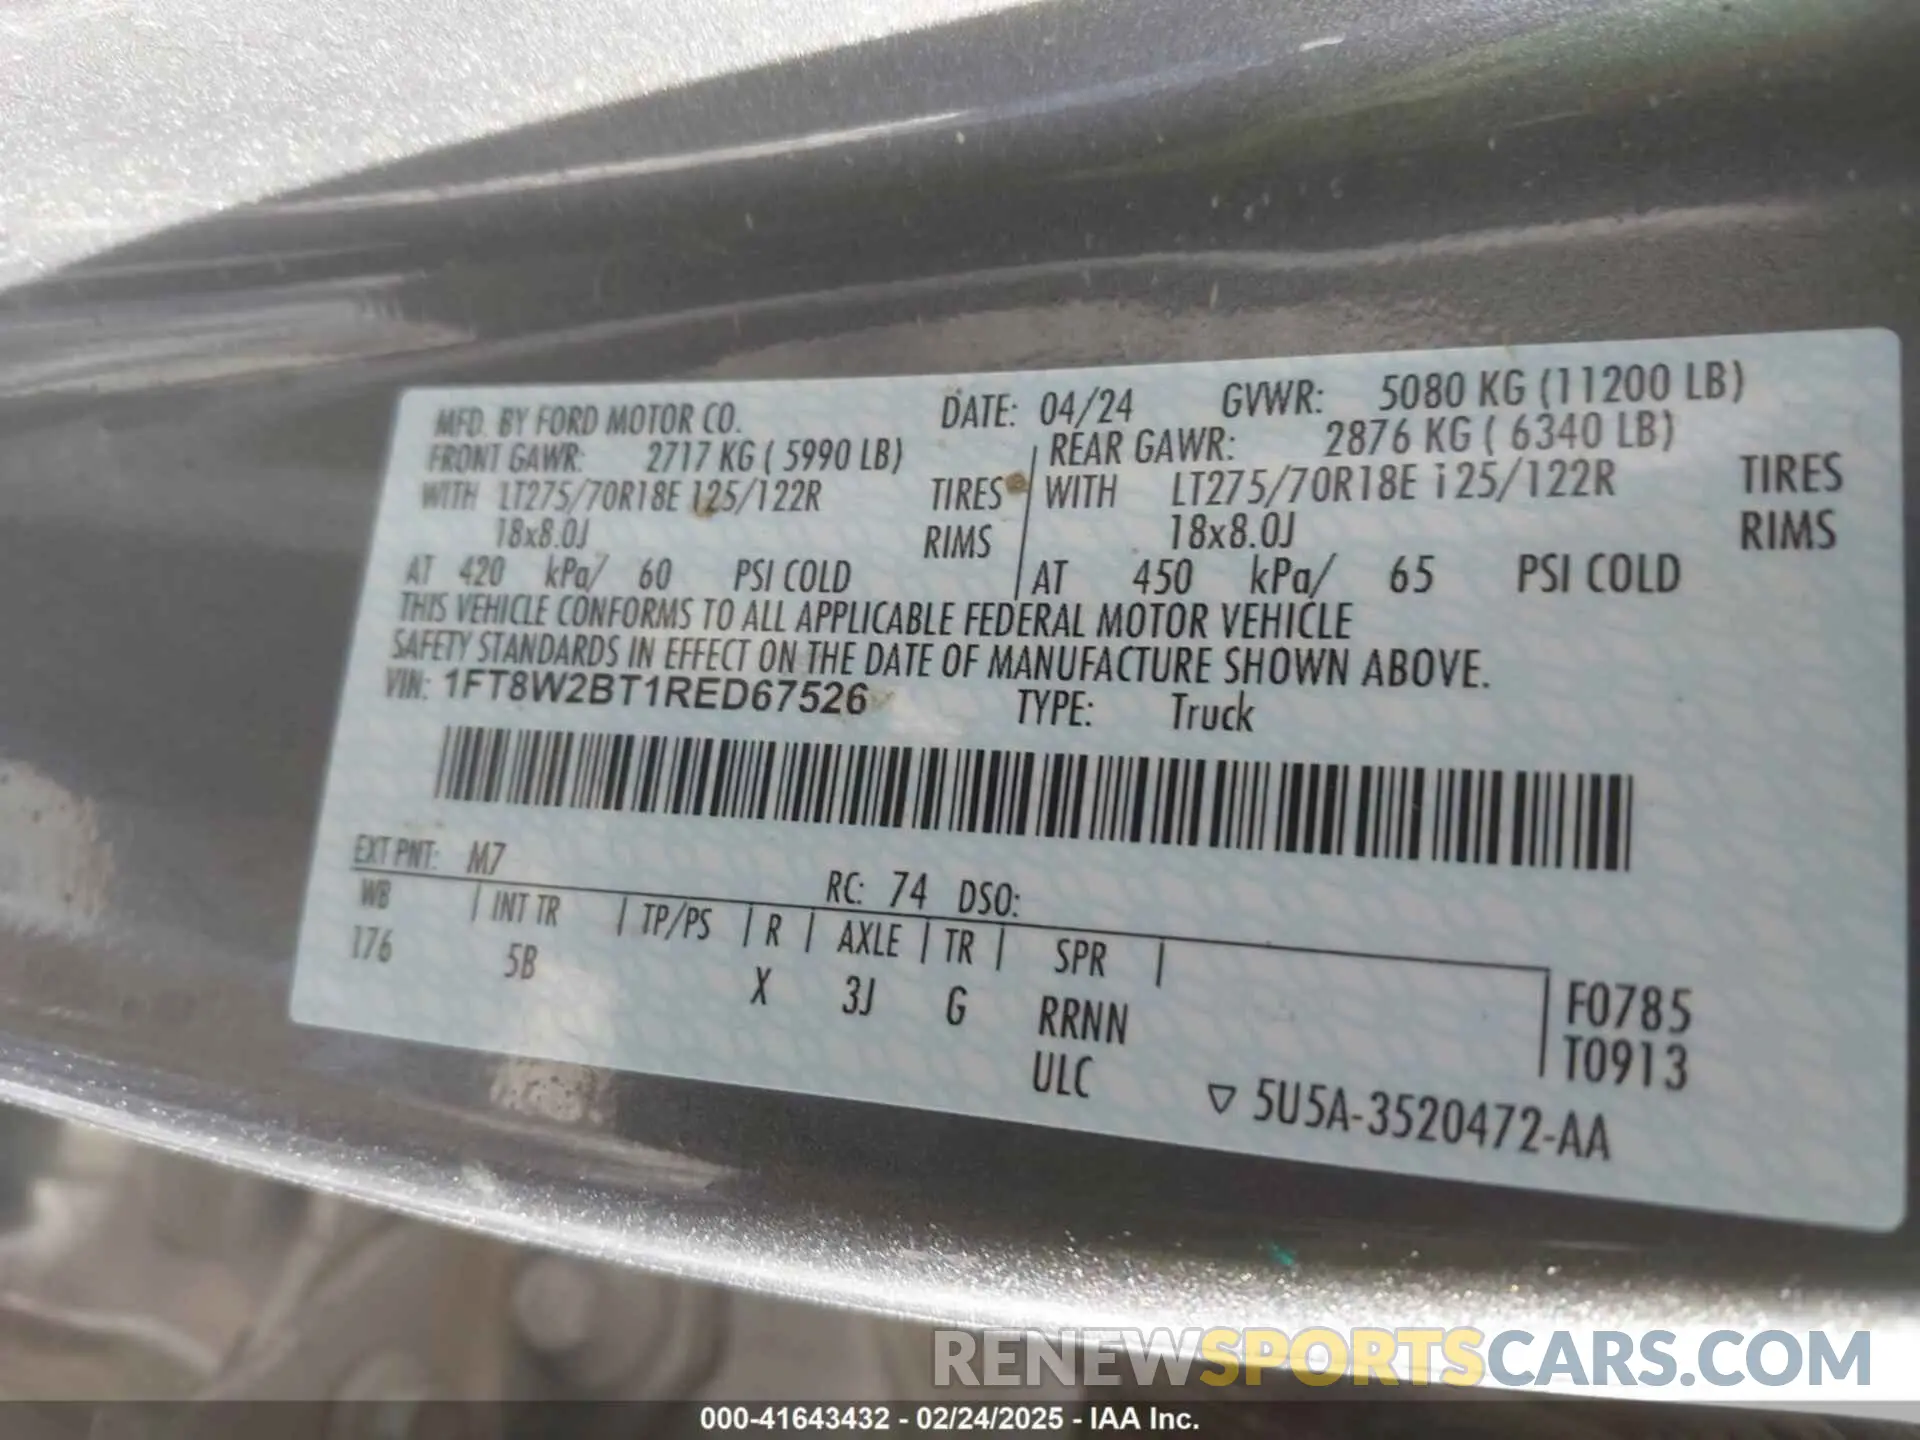 MFD. BY FORD MOTOR CO. DATE: 04/24 GVWR: 5080 KG (11200 LB)
FRONT GAWR: 2717 KG ( 5990 LB) REAR GAWR: 2876 KG ( 6340 LB)
WITH LT275/70R18E 125/122R TIRES WITH LT275/70R18E 125/122R TIRES
18x8.0J RIMS 18x8.0J RIMS
AT 420 kPa/ 60 PSI COLD AT 450 kPa/ 65 PSI COLD
THIS VEHICLE CONFORMS TO ALL APPLICABLE FEDERAL MOTOR VEHICLE
SAFETY STANDARDS IN EFFECT ON THE DATE OF MANUFACTURE SHOWN ABOVE.
VIN: 1FT8W2BT1RED67526 TYPE: Truck
EXT PNT: M7 RC: 74 DSO:
WB | INT TR | TP/PS | R | AXLE | TR | SPR |
176 5B X 3J G RRNN F0785
ULC T0913
▽ 5U5A-3520472-AA
RENEWSPORTSCARS.COM
000-41643432 - 02/24/2025 - IAA Inc.